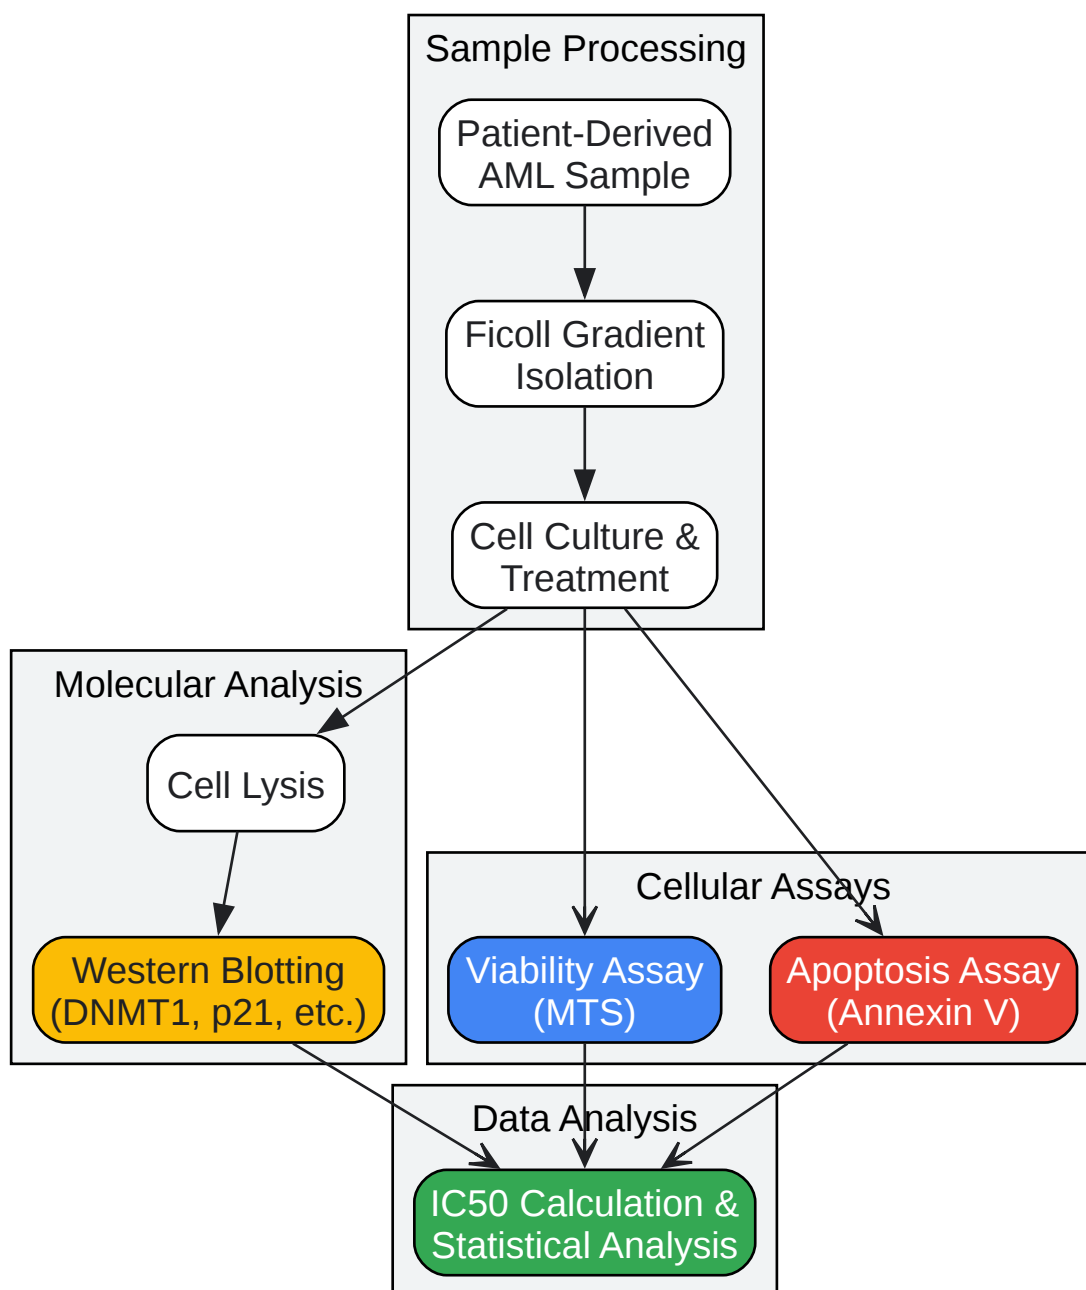 Sample Processing
Patient-Derived
AML Sample
Ficoll Gradient
Isolation
Cell Culture &
Treatment
Molecular Analysis
Cell Lysis
Western Blotting
(DNMT1, p21, etc.)
Cellular Assays
Viability Assay
(MTS)
Apoptosis Assay
(Annexin V)
Data Analysis
IC50 Calculation &
Statistical Analysis